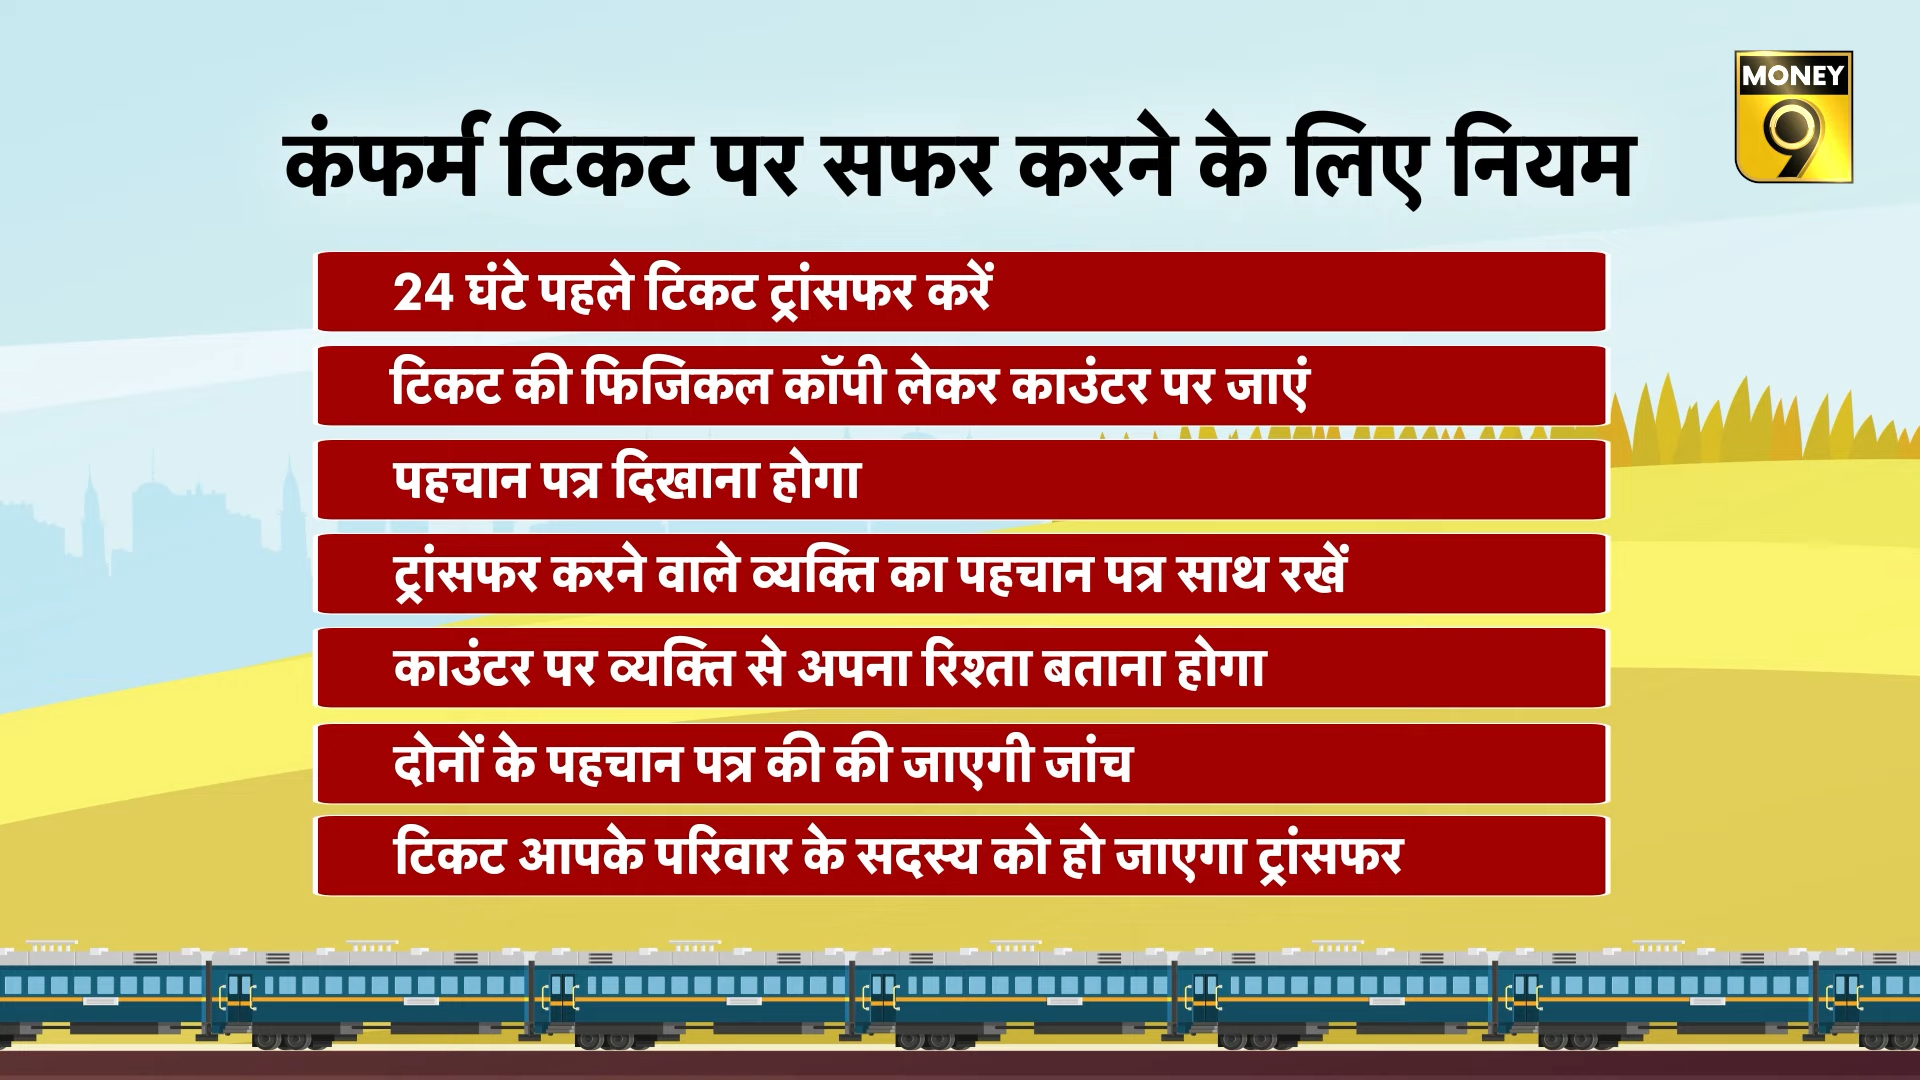 MONEY
9
कंफर्म टिकट पर सफर करने के लिए नियम
24 घंटे पहले टिकट ट्रांसफर करें
टिकट की फिजिकल कॉपी लेकर काउंटर पर जाएं
पहचान पत्र दिखाना होगा
ट्रांसफर करने वाले व्यक्ति का पहचान पत्र साथ रखें
काउंटर पर व्यक्ति से अपना रिश्ता बताना होगा
दोनों के पहचान पत्र की की जाएगी जांच
टिकट आपके परिवार के सदस्य को हो जाएगा ट्रांसफर